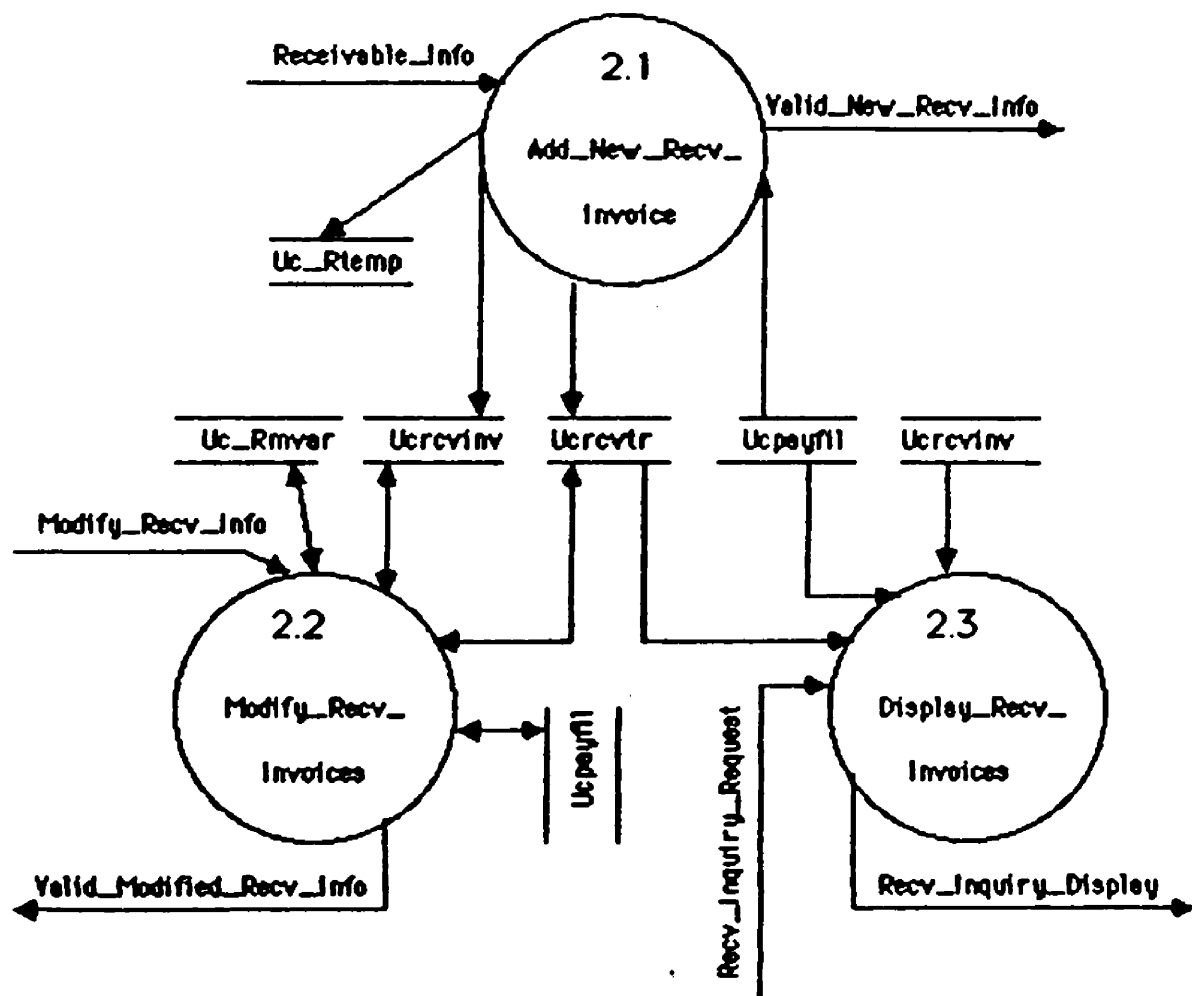 Receivable_Info
2.1
Valid_New_Recv_Info
Add_New_Recv_
Invoice
Uc_Rtemp
Uc_Rmvar
Ucrcvinv
Ucrcvtr
Ucpayfil
Ucrcvinv
Modify_Recv_Info
2.2
Modify_Recv_
Invoices
Ucpayfil
2.3
Display_Recv_
Invoices
Recv_Inquiry_Request
Valid_Modified_Recv_Info
Recv_Inquiry_Display